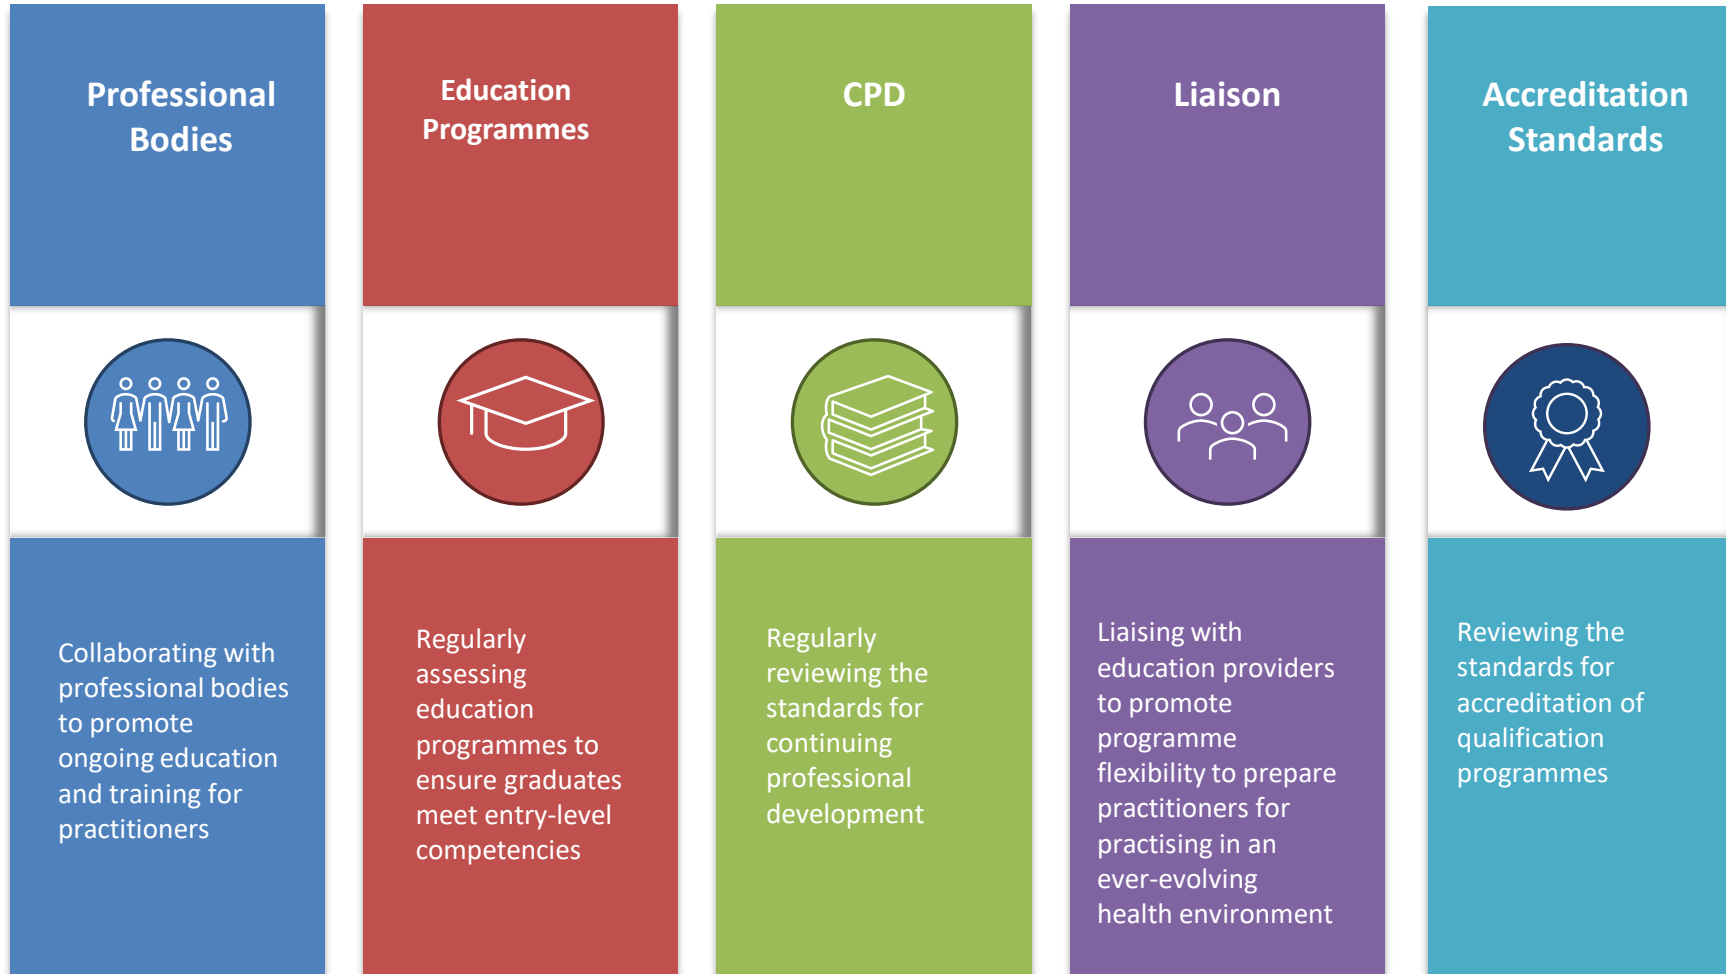 Professional
Bodies
Collaborating with
professional bodies
to promote
ongoing education
and training for
practitioners
Education
Programmes
Regularly
assessing
education
programmes to
ensure graduates
meet entry-level
competencies
CPD
Regularly
reviewing the
standards for
continuing
professional
development
Liaison
Liaising with
education providers
to promote
programme
flexibility to prepare
practitioners for
practising in an
ever-evolving
health environment
Accreditation
Standards
Reviewing the
standards for
accreditation of
qualification
programmes